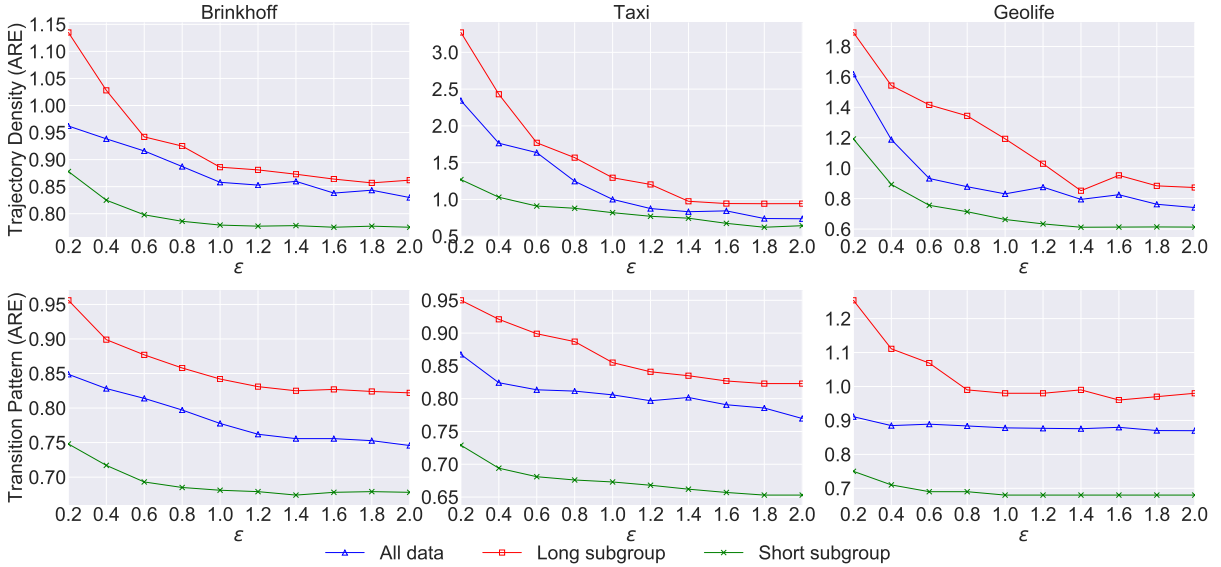 Brinkhoff Taxi Geolife
Trajectory Density (ARE)
1.15
1.10
1.05
1.00
0.95
0.90
0.85
0.80
0.2 0.4 0.6 0.8 1.0 1.2 1.4 1.6 1.8 2.0
ε
3.0
2.5
2.0
1.5
1.0
0.5
0.2 0.4 0.6 0.8 1.0 1.2 1.4 1.6 1.8 2.0
ε
1.8
1.6
1.4
1.2
1.0
0.8
0.6
0.2 0.4 0.6 0.8 1.0 1.2 1.4 1.6 1.8 2.0
ε
Transition Pattern (ARE)
0.95
0.90
0.85
0.80
0.75
0.70
0.2 0.4 0.6 0.8 1.0 1.2 1.4 1.6 1.8 2.0
ε
0.95
0.90
0.85
0.80
0.75
0.70
0.65
0.2 0.4 0.6 0.8 1.0 1.2 1.4 1.6 1.8 2.0
ε
1.2
1.1
1.0
0.9
0.8
0.7
0.2 0.4 0.6 0.8 1.0 1.2 1.4 1.6 1.8 2.0
ε
All data Long subgroup Short subgroup